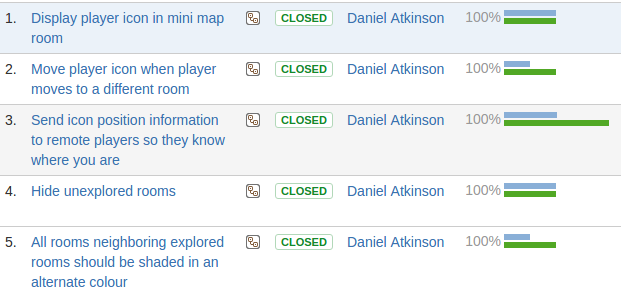 1. Display player icon in mini map CLOSED Daniel Atkinson 100%
room
2. Move player icon when player CLOSED Daniel Atkinson 100%
moves to a different room
3. Send icon position information CLOSED Daniel Atkinson 100%
to remote players so they know
where you are
4. Hide unexplored rooms CLOSED Daniel Atkinson 100%
5. All rooms neighboring explored CLOSED Daniel Atkinson 100%
rooms should be shaded in an
alternate colour